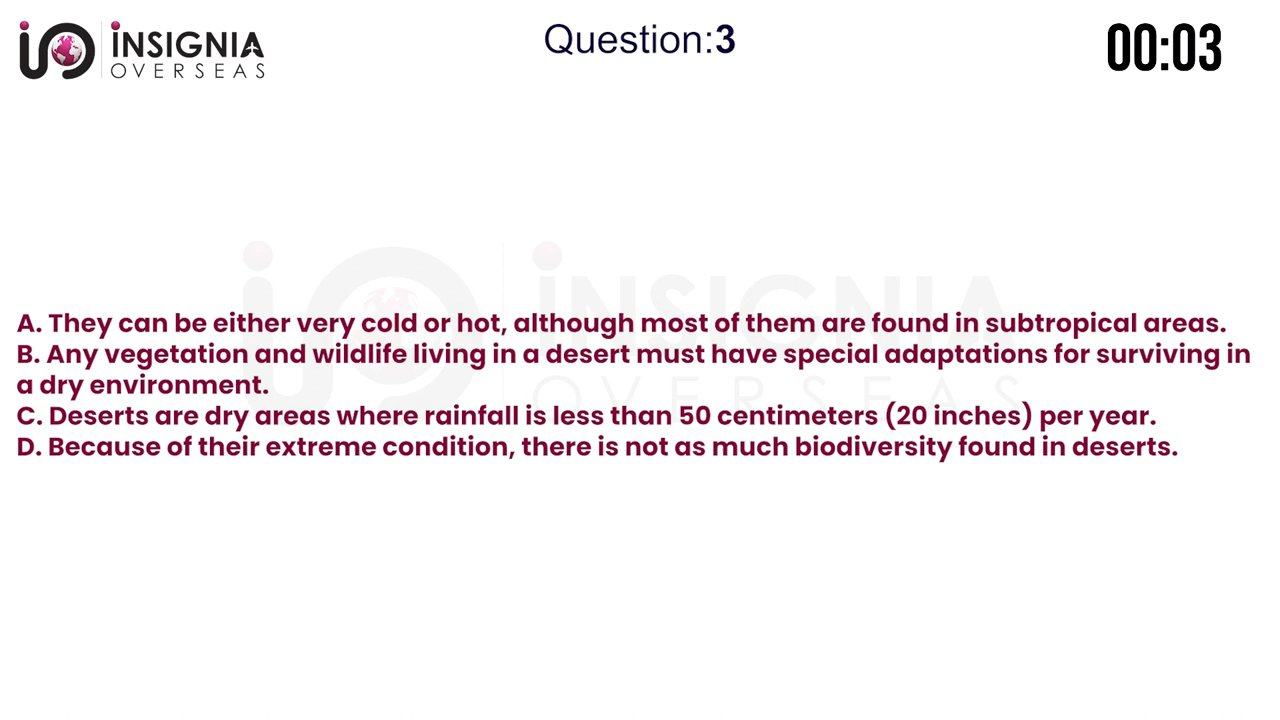 iNSIGNIA
OVERSEAS
Question:3
00:03
A. They can be either very cold or hot, although most of them are found in subtropical areas.
B. Any vegetation and wildlife living in a desert must have special adaptations for surviving in
a dry environment.
C. Deserts are dry areas where rainfall is less than 50 centimeters (20 inches) per year.
D. Because of their extreme condition, there is not as much biodiversity found in deserts.
iNSIGNIA
OVERSEAS